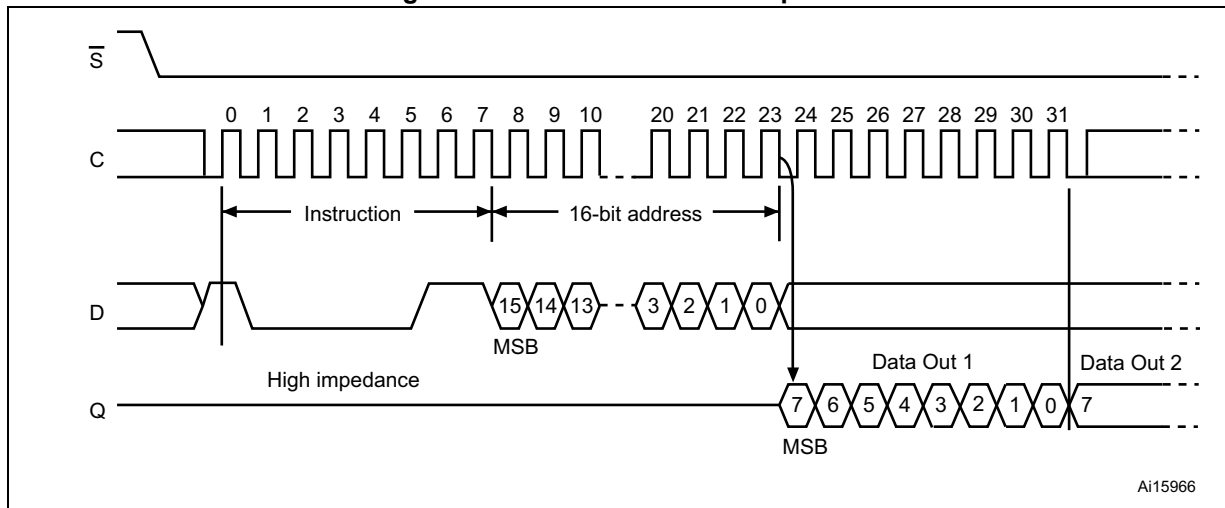 S
0 1 2 3 4 5 6 7 8 9 10 20 21 22 23 24 25 26 27 28 29 30 31
C
Instruction 16-bit address
D 15 14 13 3 2 1 0
MSB
High impedance Data Out 1 Data Out 2
Q 7 6 5 4 3 2 1 0 7
MSB
Ai15966